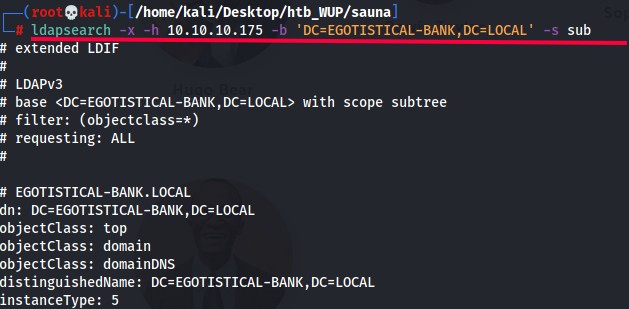 ┌──(root💀kali)-[/home/kali/Desktop/htb_WUP/sauna]
└─# ldapsearch -x -h 10.10.10.175 -b 'DC=EGOTISTICAL-BANK,DC=LOCAL' -s sub
# extended LDIF
#
# LDAPv3
# base <DC=EGOTISTICAL-BANK,DC=LOCAL> with scope subtree
# filter: (objectclass=*)
# requesting: ALL
#
# EGOTISTICAL-BANK.LOCAL
dn: DC=EGOTISTICAL-BANK,DC=LOCAL
objectClass: top
objectClass: domain
objectClass: domainDNS
distinguishedName: DC=EGOTISTICAL-BANK,DC=LOCAL
instanceType: 5